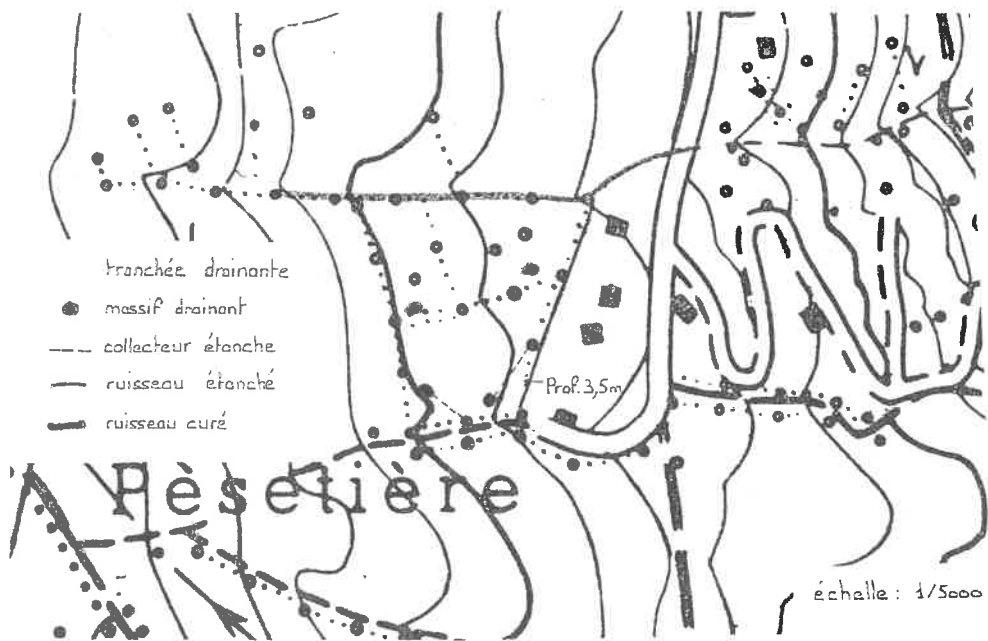 tranchée drainante
massif drainant
collecteur étanche
ruisseau étanché
ruisseau curé
Prof. 3,5m
Pèsetière
échelle : 1/5000